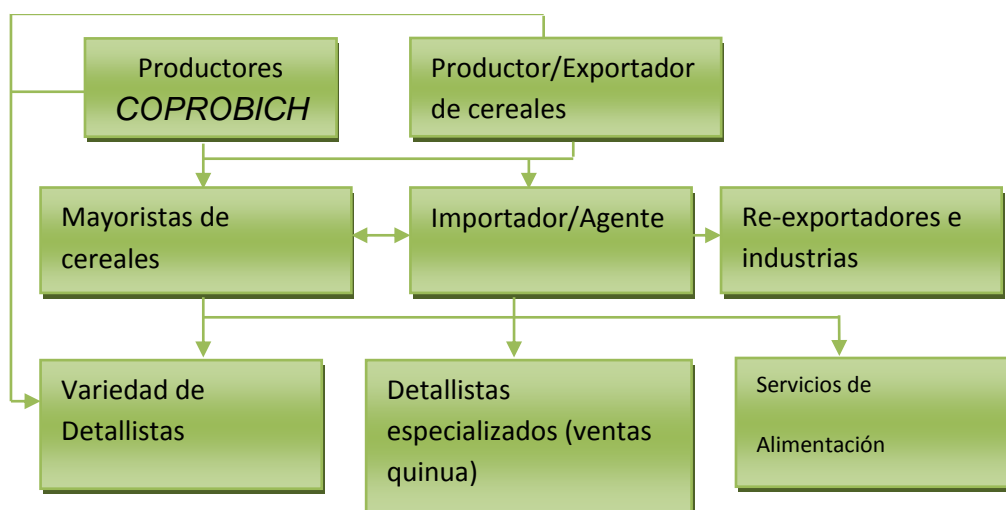 Productores
COPROBICH
Productor/Exportador
de cereales
Mayoristas de
cereales
Importador/Agente
Re-exportadores e
industrias
Variedad de
Detallistas
Detallistas
especializados (ventas
quinua)
Servicios de
Alimentación